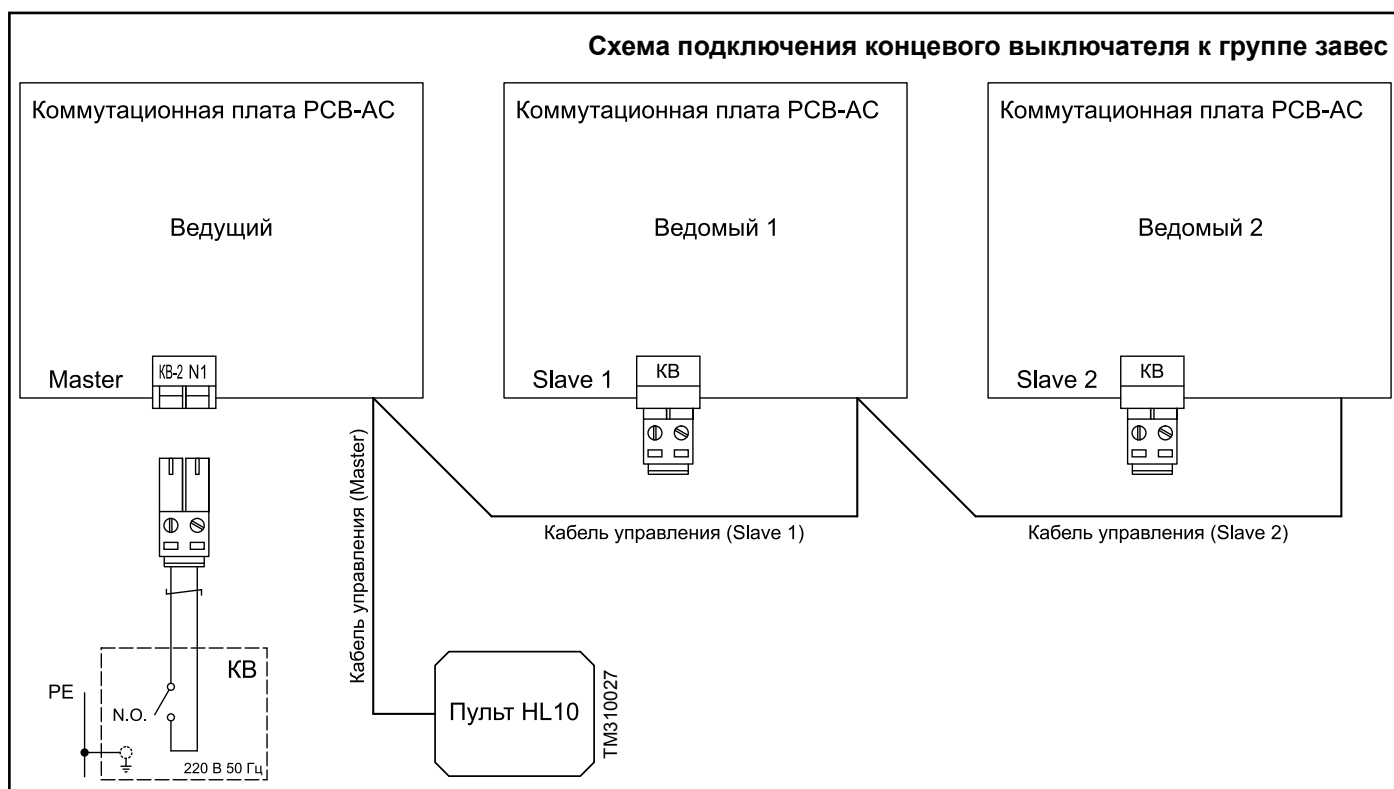 Схема подключения концевого выключателя к группе завес
Коммутационная плата PCB-AC
Ведущий
Master
КВ-2 N1
Коммутационная плата PCB-AC
Ведомый 1
Slave 1
КВ
Коммутационная плата PCB-AC
Ведомый 2
Slave 2
КВ
Кабель управления (Master)
Кабель управления (Slave 1)
Кабель управления (Slave 2)
КВ
PE
N.O.
220 В 50 Гц
Пульт HL10
TM310027